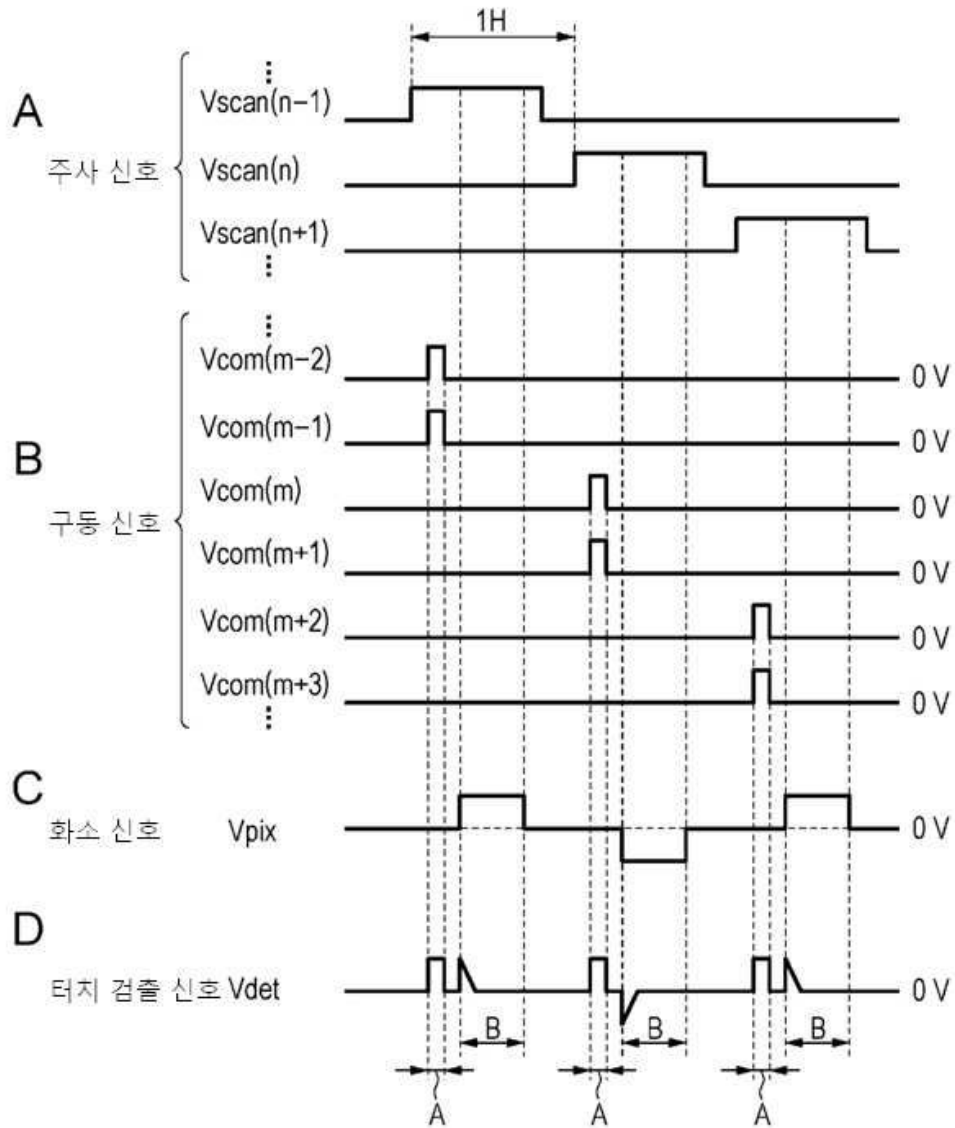 1H
A
Vscan(n-1)
주사 신호
Vscan(n)
Vscan(n+1)
B
구동 신호
Vcom(m-2)
0 V
Vcom(m-1)
0 V
Vcom(m)
0 V
Vcom(m+1)
0 V
Vcom(m+2)
0 V
Vcom(m+3)
0 V
C
화소 신호 Vpix
0 V
D
터치 검출 신호 Vdet
0 V
B B B
A A A